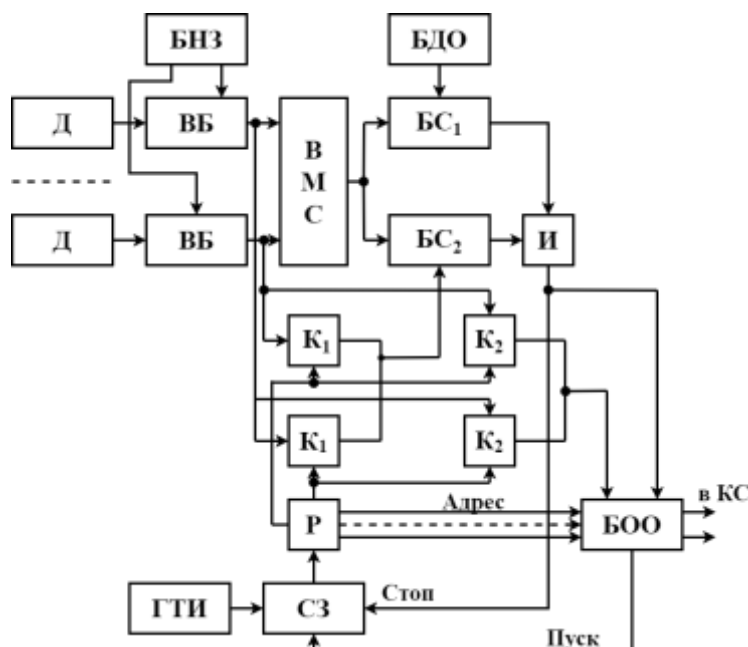 БНЗ БДО
Д ВБ В М С БС₁
Д ВБ БС₂ И
К₁ К₂
К₁ К₂
Адрес в КС
Р БОО
ГТИ СЗ Стоп
Пуск